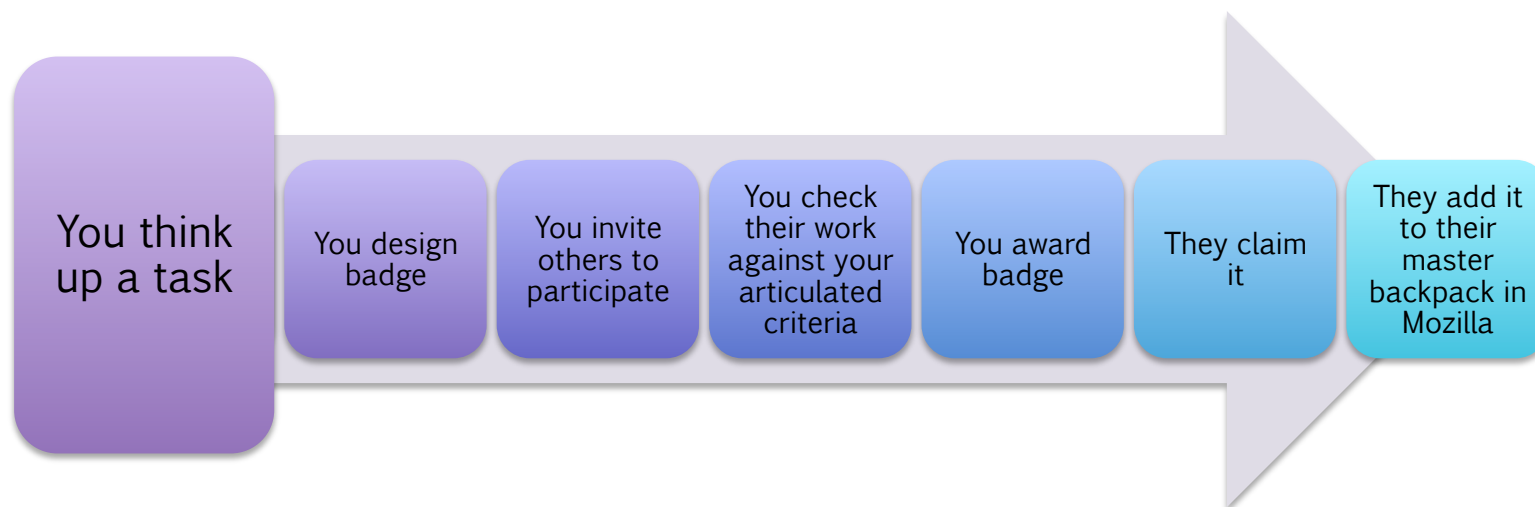 You think
up a task
You design
badge
You invite
others to
participate
You check
their work
against your
articulated
criteria
You award
badge
They claim
it
They add it
to their
master
backpack in
Mozilla